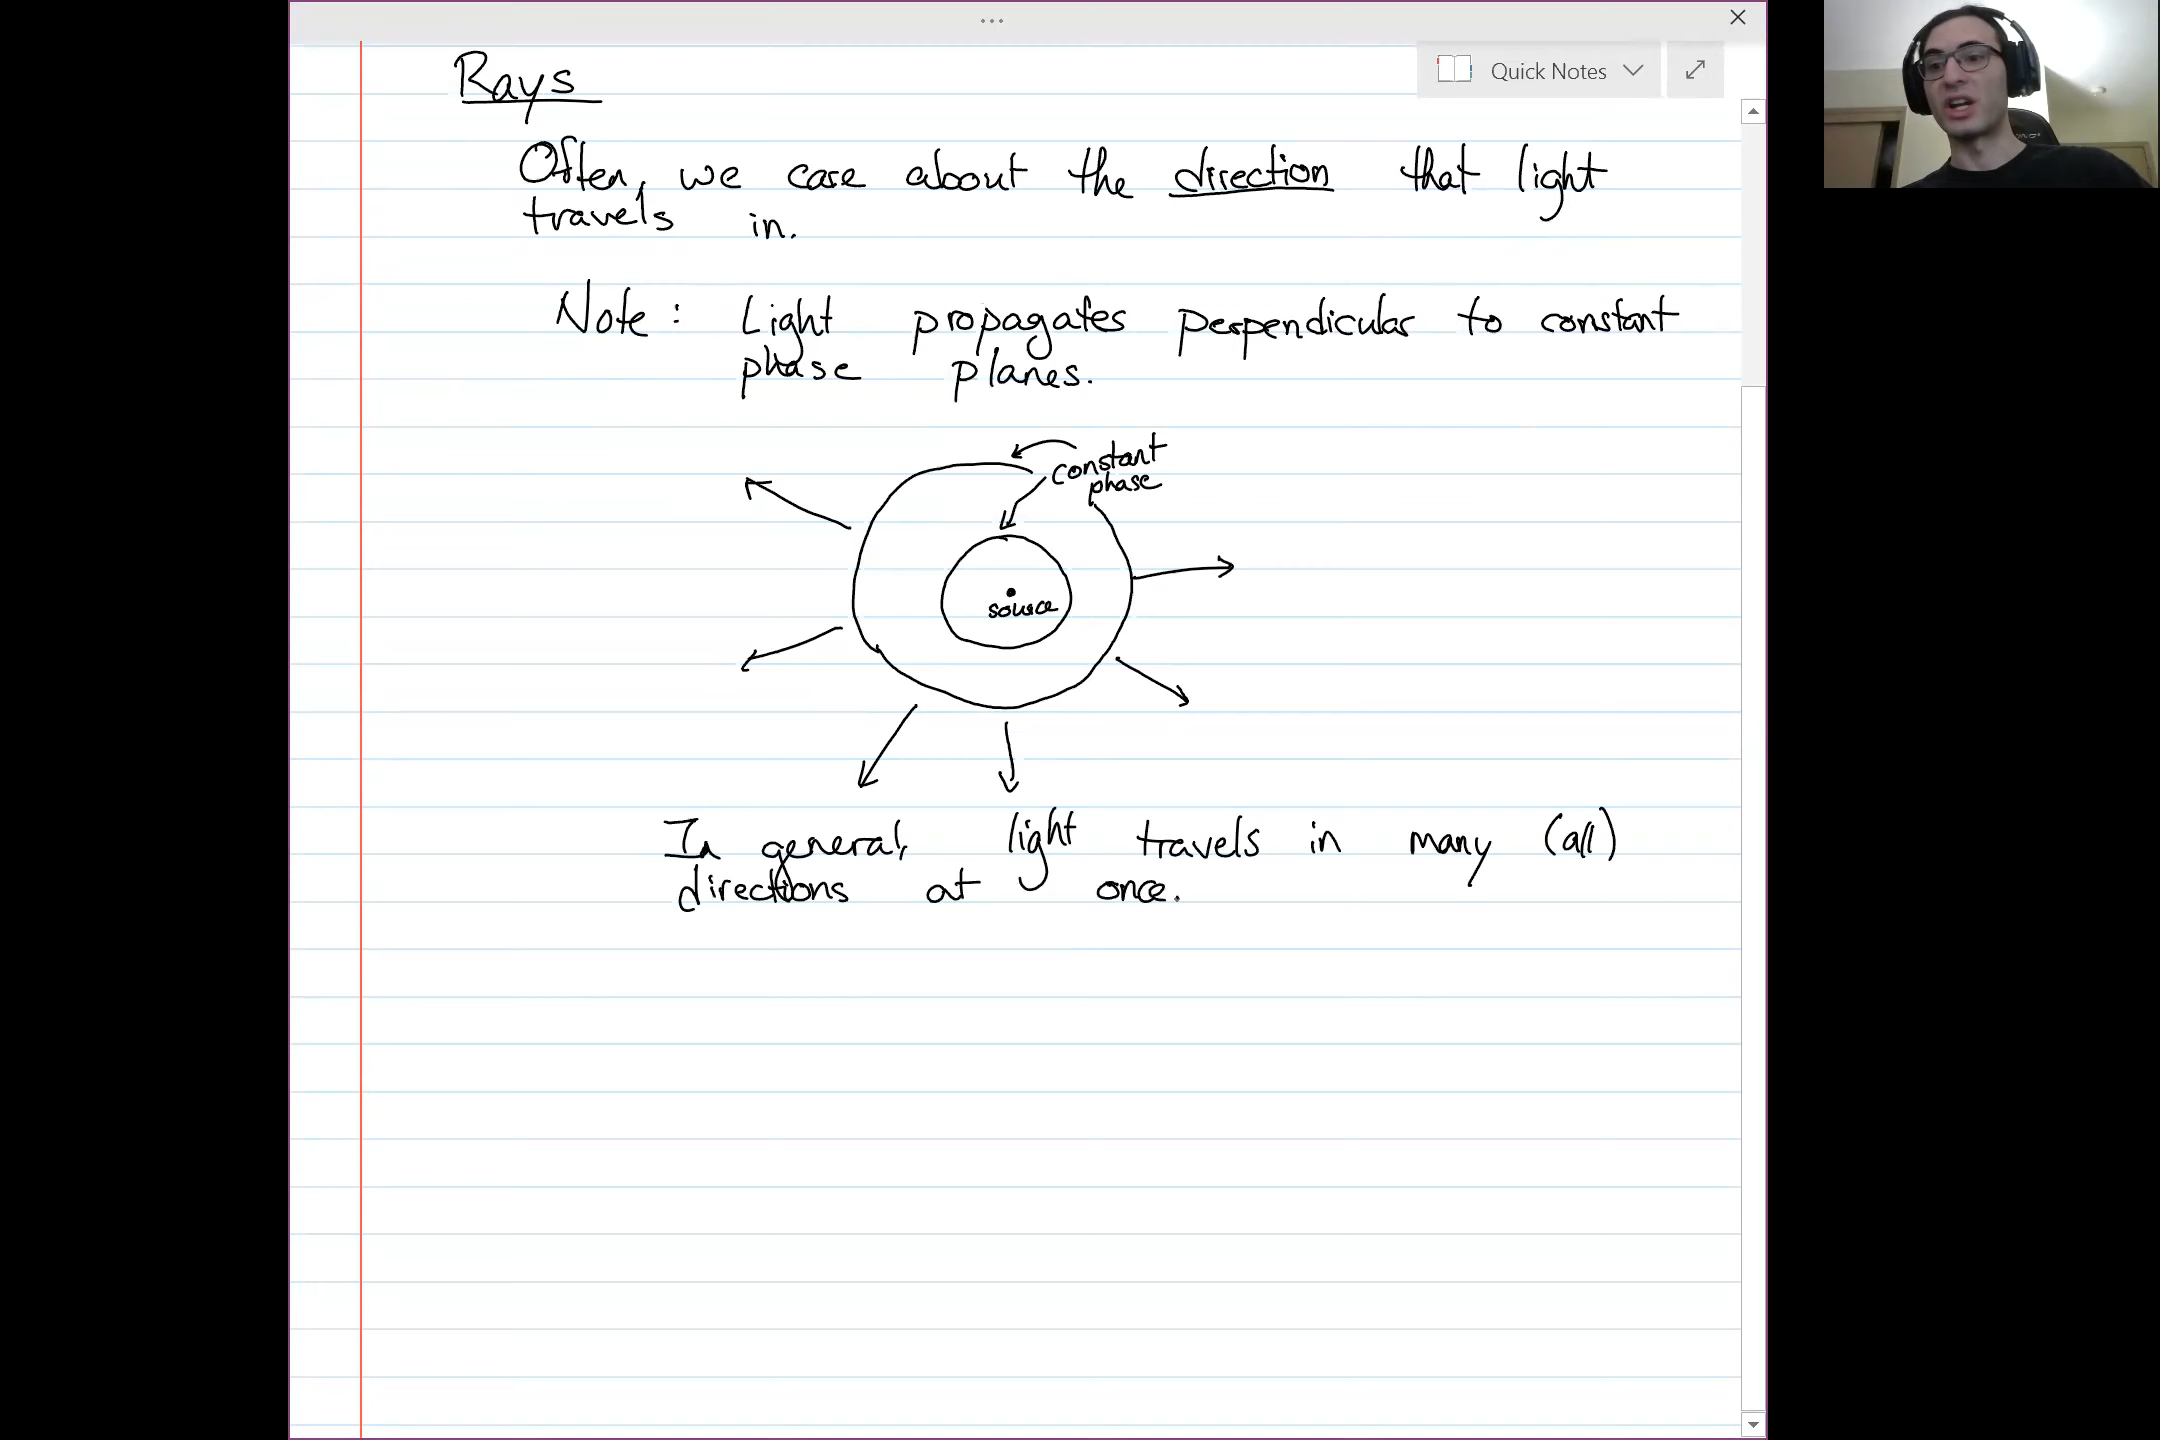 Quick Notes
Rays
Often, we care about the direction that light
travels in.
Note: Light propagates perpendicular to constant
phase planes.
constant
phase
source
In general, light travels in many (all)
directions at once.